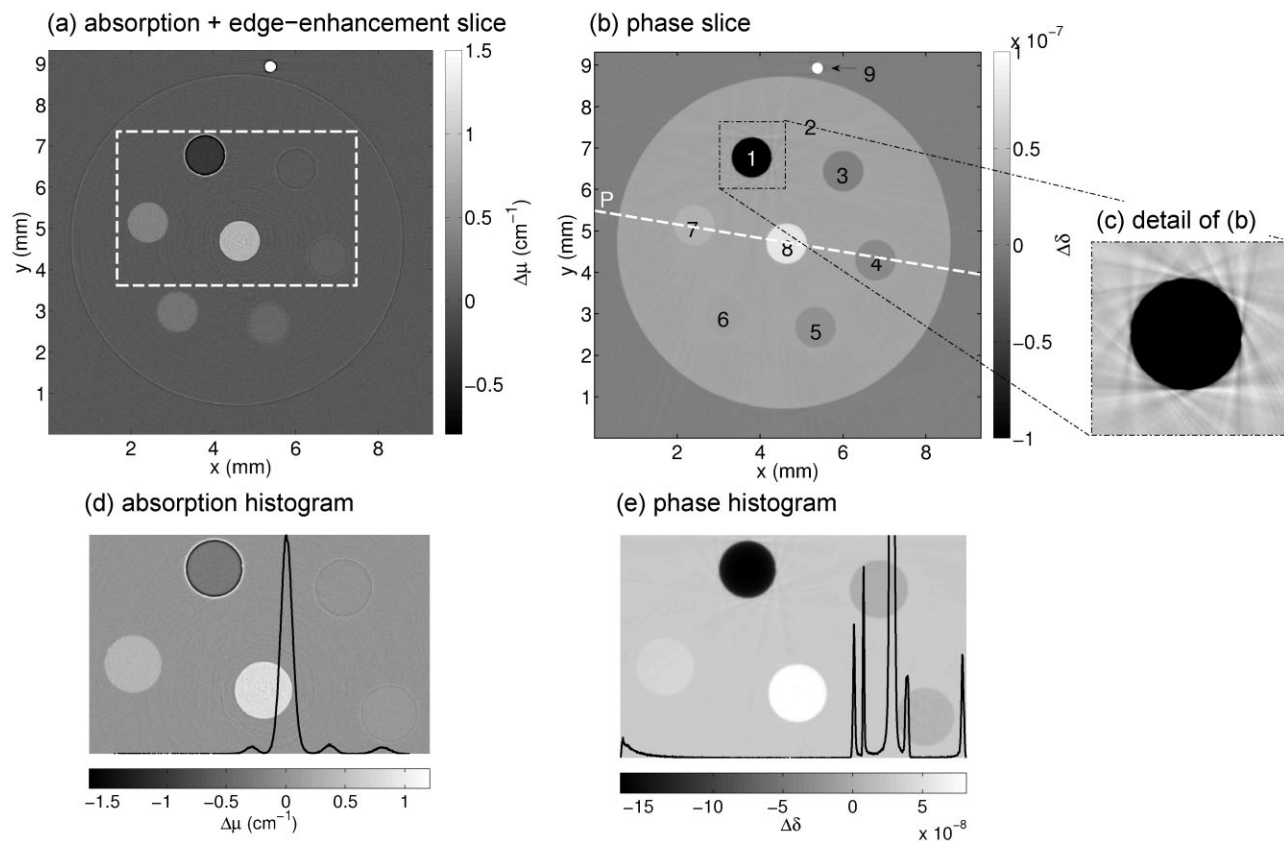 (a) absorption + edge−enhancement slice
9
8
7
6
5
4
3
2
1
y (mm)
2 4 6 8
x (mm)
1.5
1
0.5
0
−0.5
Δμ (cm⁻¹)
(b) phase slice
x 10⁻⁷
9
8
7
6
5
4
3
2
1
y (mm)
2 4 6 8
x (mm)
P
1
2
3
4
5
6
7
8
9
1
0.5
0
−0.5
−1
Δδ
(c) detail of (b)
(d) absorption histogram
−1.5 −1 −0.5 0 0.5 1
Δμ (cm⁻¹)
(e) phase histogram
−15 −10 −5 0 5
Δδ
x 10⁻⁸